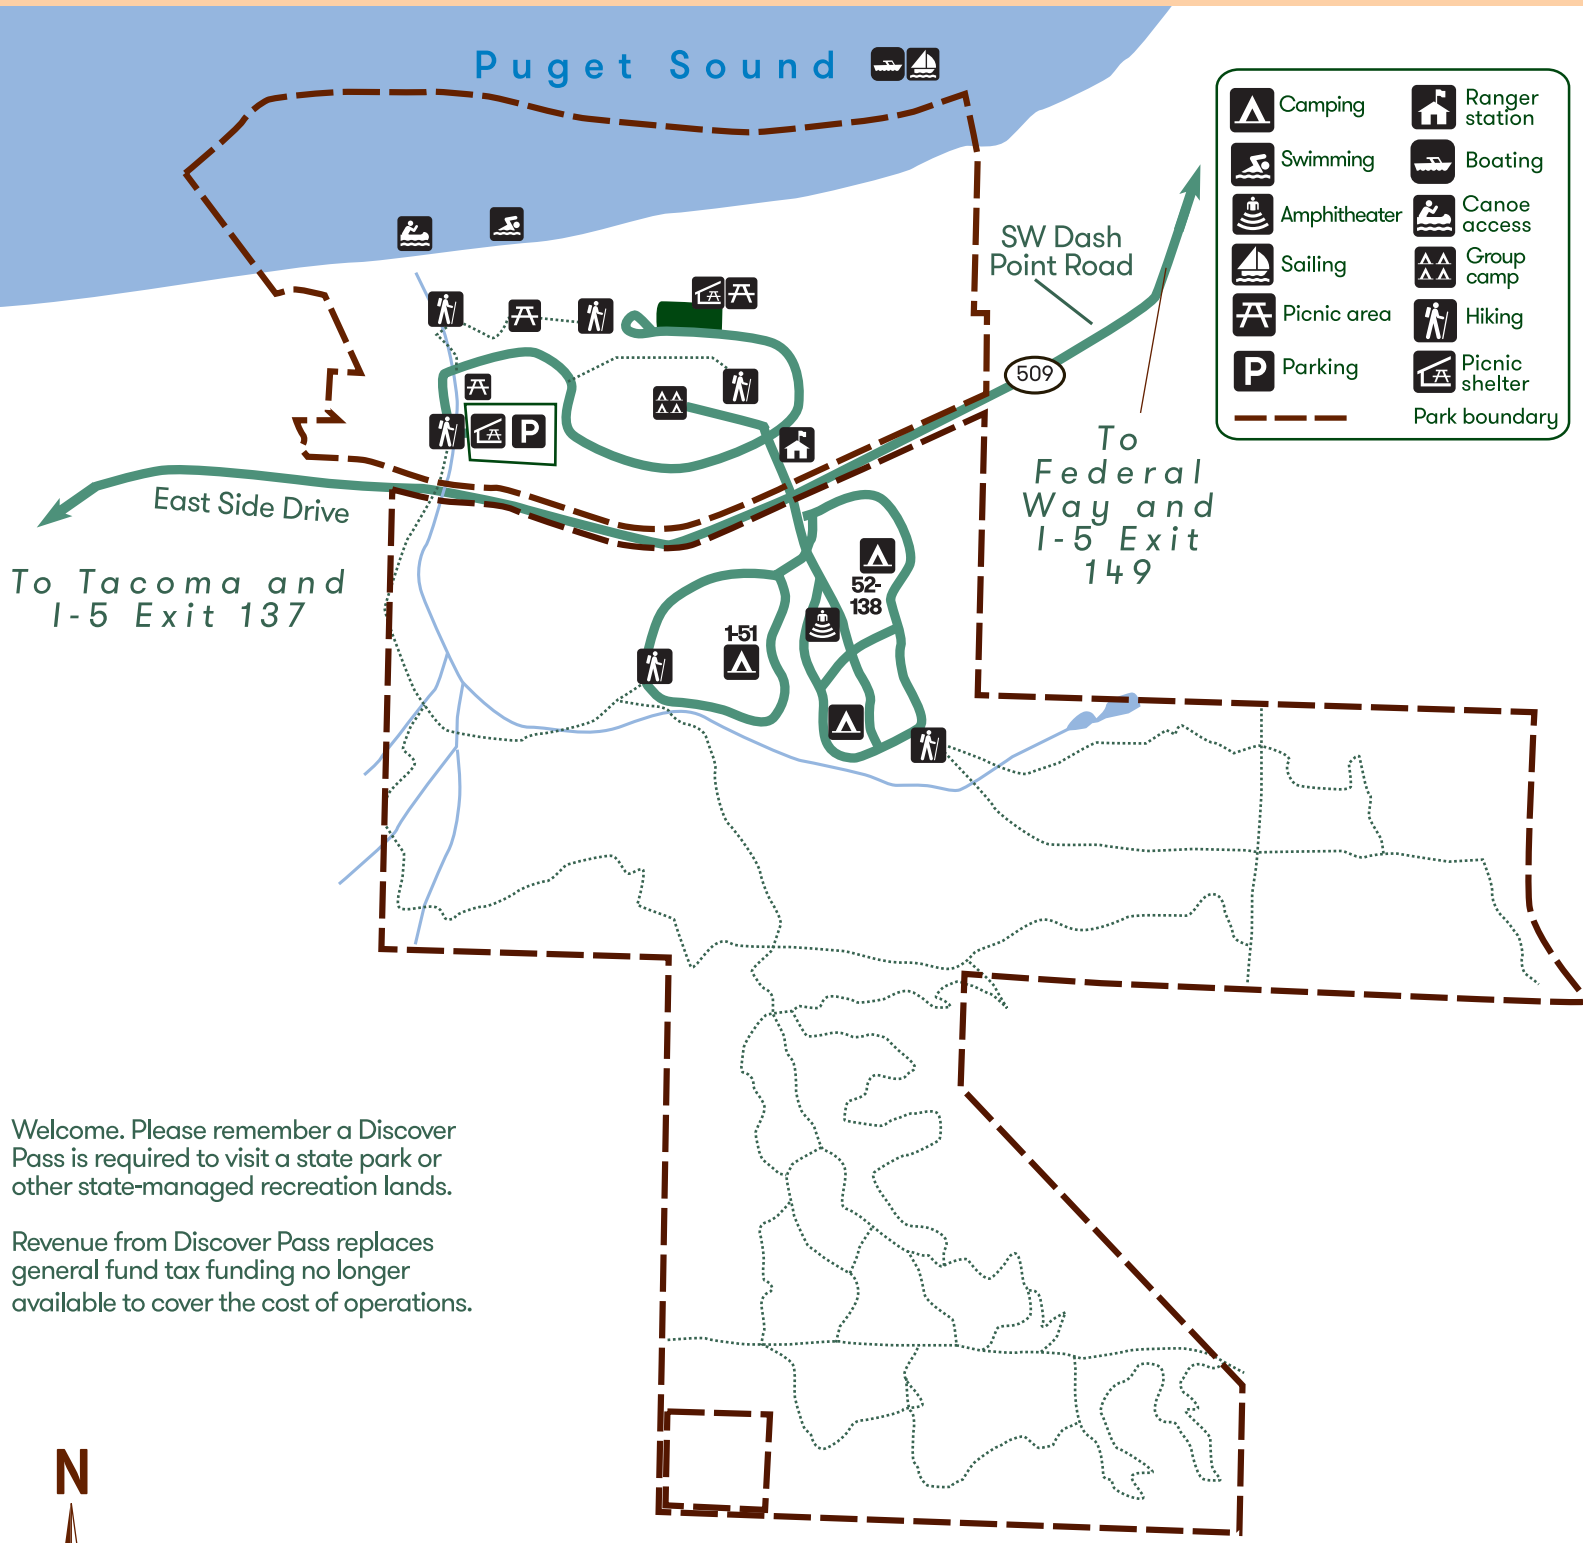 Puget Sound
Camping
Swimming
Amphitheater
Sailing
Picnic area
P
Parking
Ranger
station
Boating
Canoe
access
Group
camp
Hiking
Picnic
shelter
Park boundary
SW Dash
Point Road
509
P
East Side Drive
To
Federal
Way and
I-5 Exit
149
To Tacoma and
I-5 Exit 137
52-
138
1-51
Welcome. Please remember a Discover
Pass is required to visit a state park or
other state-managed recreation lands.
Revenue from Discover Pass replaces
general fund tax funding no longer
available to cover the cost of operations.
N